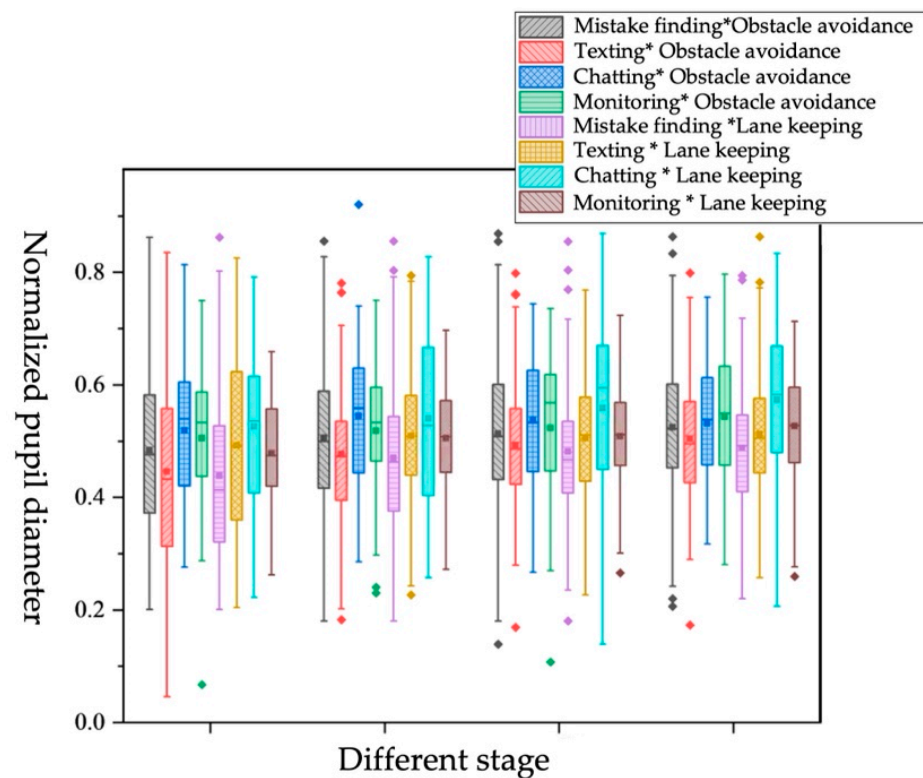 Mistake finding*Obstacle avoidance
Texting* Obstacle avoidance
Chatting* Obstacle avoidance
Monitoring* Obstacle avoidance
Mistake finding *Lane keeping
Texting * Lane keeping
Chatting * Lane keeping
Monitoring * Lane keeping
Normalized pupil diameter
0.8
0.6
0.4
0.2
0.0
Different stage